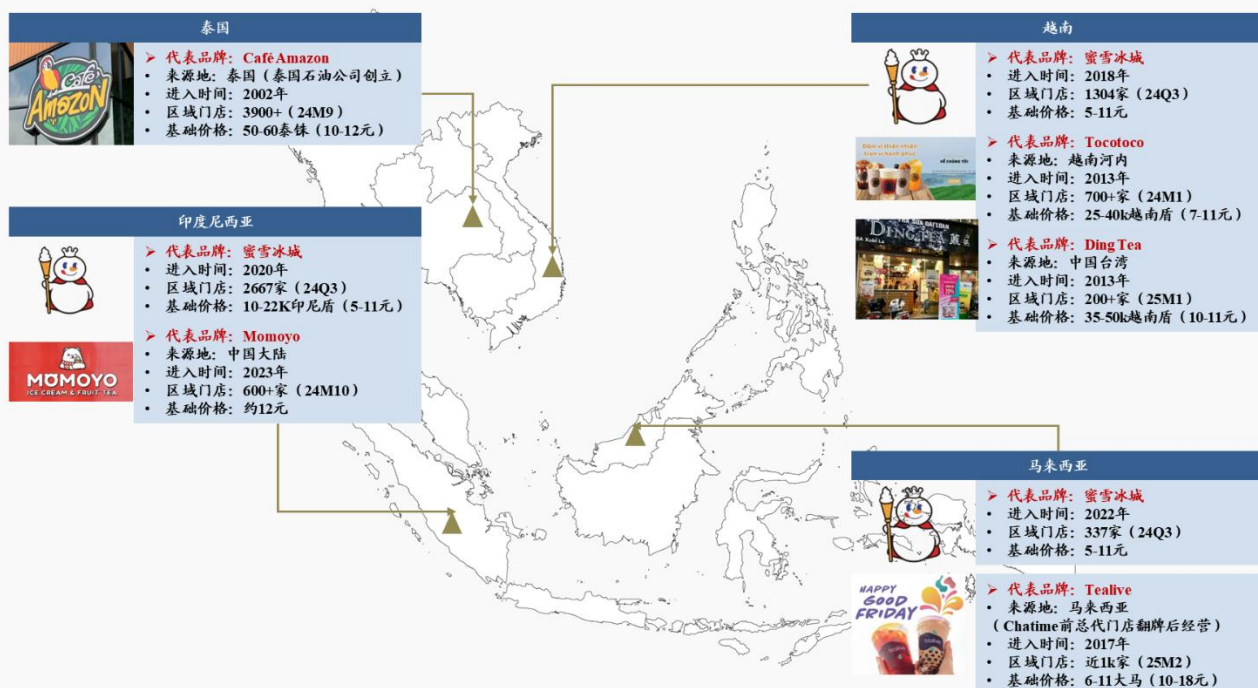 泰国
Café
AMAZON
➢ 代表品牌：Café Amazon
• 来源地：泰国（泰国石油公司创立）
• 进入时间：2002年
• 区域门店：3900+（24M9）
• 基础价格：50-60泰铢（10-12元）
印度尼西亚
➢ 代表品牌：蜜雪冰城
• 进入时间：2020年
• 区域门店：2667家（24Q3）
• 基础价格：10-22K印尼盾（5-11元）
MOMOYO
ICE CREAM & FRUIT TEA
➢ 代表品牌：Momoyo
• 来源地：中国大陆
• 进入时间：2023年
• 区域门店：600+家（24M10）
• 基础价格：约12元
越南
➢ 代表品牌：蜜雪冰城
• 进入时间：2018年
• 区域门店：1304家（24Q3）
• 基础价格：5-11元
Đậm vị thiên nhiên
Trọn vị hạnh phúc
VỀ CHÚNG TÔI
➢ 代表品牌：Tocotoco
• 来源地：越南河内
• 进入时间：2013年
• 区域门店：700+家（24M1）
• 基础价格：25-40k越南盾（7-11元）
DING TEA
➢ 代表品牌：Ding Tea
• 来源地：中国台湾
• 进入时间：2013年
• 区域门店：200+家（25M1）
• 基础价格：35-50k越南盾（10-11元）
马来西亚
➢ 代表品牌：蜜雪冰城
• 进入时间：2022年
• 区域门店：337家（24Q3）
• 基础价格：5-11元
HAPPY
GOOD
FRIDAY
➢ 代表品牌：Tealive
• 来源地：马来西亚
（Chatime前总代门店翻牌后经营）
• 进入时间：2017年
• 区域门店：近1k家（25M2）
• 基础价格：6-11大马（10-18元）